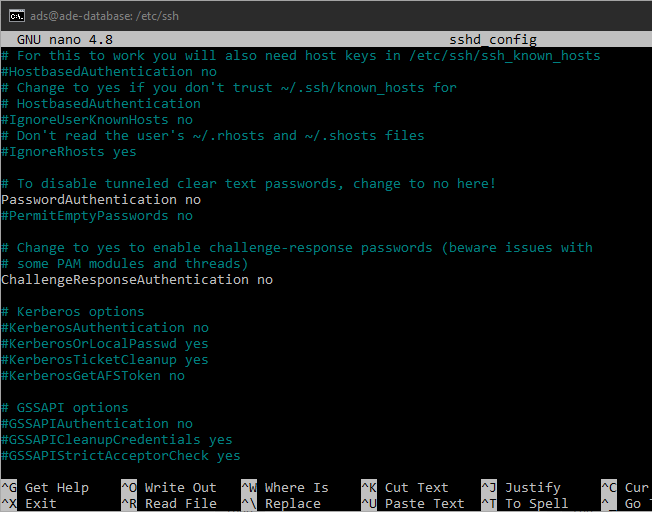 ads@ade-database: /etc/ssh
GNU nano 4.8 sshd_config
# For this to work you will also need host keys in /etc/ssh/ssh_known_hosts
#HostbasedAuthentication no
# Change to yes if you don't trust ~/.ssh/known_hosts for
# HostbasedAuthentication
#IgnoreUserKnownHosts no
# Don't read the user's ~/.rhosts and ~/.shosts files
#IgnoreRhosts yes
# To disable tunneled clear text passwords, change to no here!
PasswordAuthentication no
#PermitEmptyPasswords no
# Change to yes to enable challenge-response passwords (beware issues with
# some PAM modules and threads)
ChallengeResponseAuthentication no
# Kerberos options
#KerberosAuthentication no
#KerberosOrLocalPasswd yes
#KerberosTicketCleanup yes
#KerberosGetAFSToken no
# GSSAPI options
#GSSAPIAuthentication no
#GSSAPICleanupCredentials yes
#GSSAPIStrictAcceptorCheck yes
^G Get Help ^O Write Out ^W Where Is ^K Cut Text ^J Justify ^C Cur
^X Exit ^R Read File ^\ Replace ^U Paste Text ^T To Spell ^_ Go T